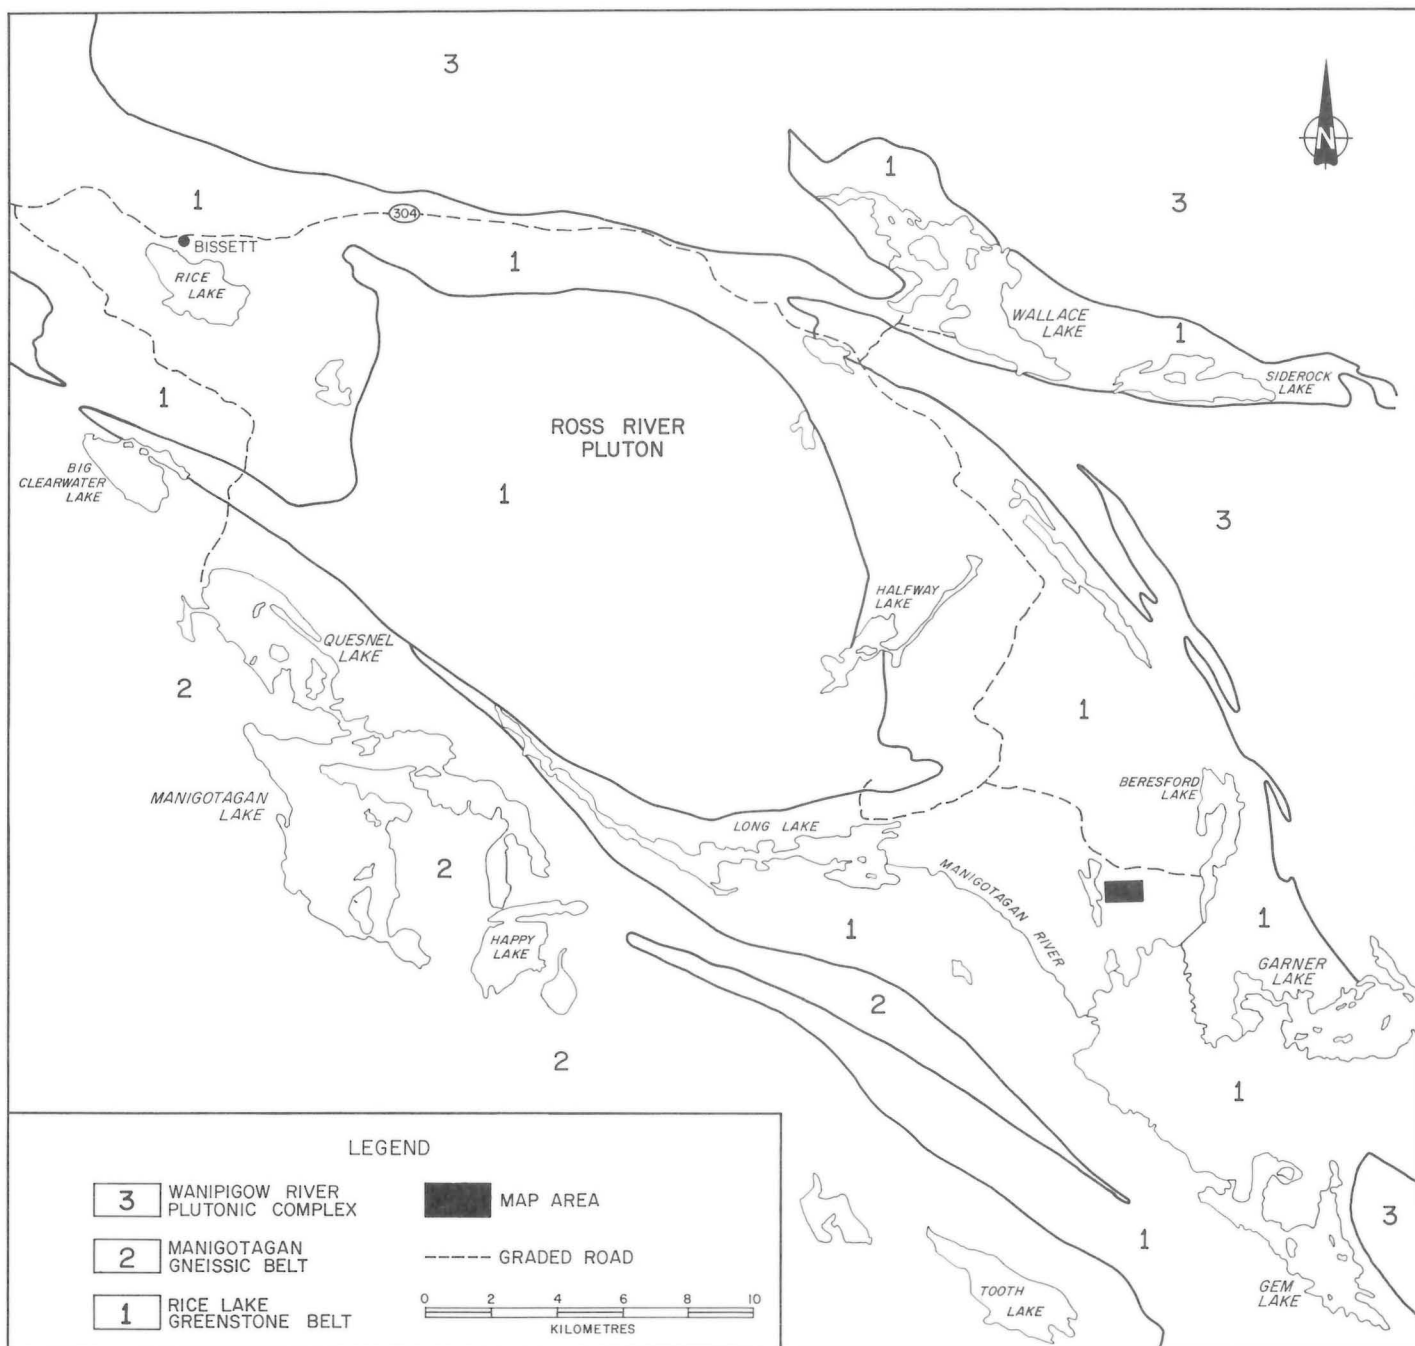 3
N
1
3
1
304
BISSETT
1
RICE
LAKE
WALLACE
LAKE
1
SIDEROCK
LAKE
1
ROSS RIVER
PLUTON
BIG
CLEARWATER
LAKE
1
3
HALFWAY
LAKE
QUESNEL
LAKE
2
1
MANIGOTAGAN
LAKE
BERESFORD
LAKE
LONG LAKE
2
MANIGOTAGAN RIVER
1
1
HAPPY
LAKE
GARNER
LAKE
2
2
1
3
1
GEM
LAKE
TOOTH
LAKE
LEGEND
3 WANIPIGOW RIVER
PLUTONIC COMPLEX
MAP AREA
2 MANIGOTAGAN
GNEISSIC BELT
GRADED ROAD
1 RICE LAKE
GREENSTONE BELT
0 2 4 6 8 10
KILOMETRES